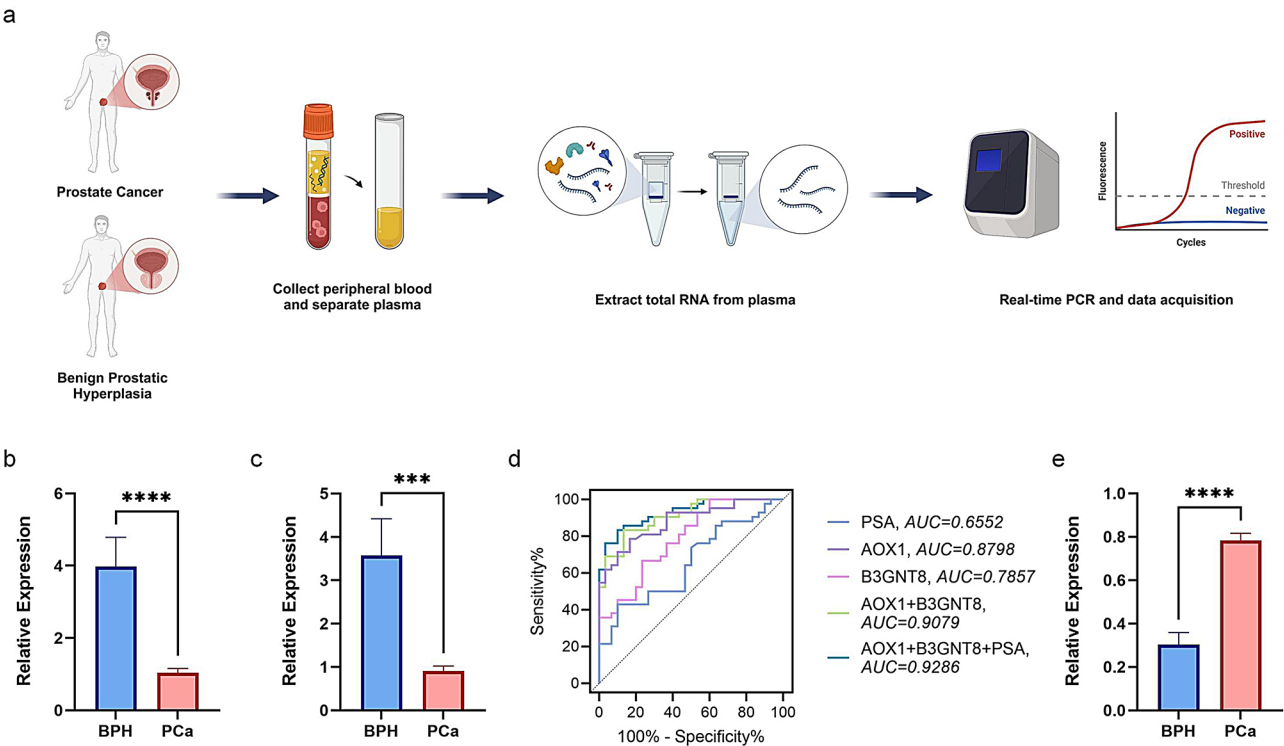 a
Prostate Cancer
Benign Prostatic
Hyperplasia
Collect peripheral blood
and separate plasma
Extract total RNA from plasma
Real-time PCR and data acquisition
Fluorescence
Positive
Threshold
Negative
Cycles
b
Relative Expression
6
4
2
0
****
BPH
PCa
c
Relative Expression
5
4
3
2
1
0
***
BPH
PCa
d
Sensitivity%
100
80
60
40
20
0
0 20 40 60 80 100
100% - Specificity%
PSA, AUC=0.6552
AOX1, AUC=0.8798
B3GNT8, AUC=0.7857
AOX1+B3GNT8,
AUC=0.9079
AOX1+B3GNT8+PSA,
AUC=0.9286
e
Relative Expression
1.0
0.8
0.6
0.4
0.2
0.0
****
BPH
PCa